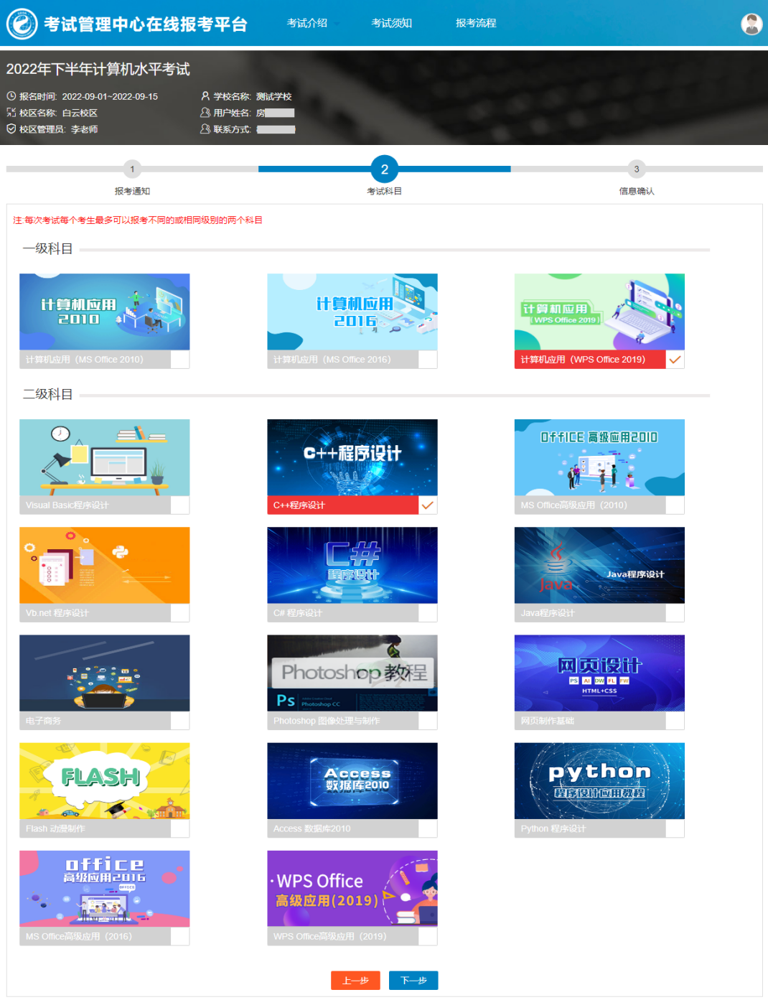 考试管理中心在线报考平台
考试介绍
考试须知
报考流程
2022年下半年计算机水平考试
报名时间: 2022-09-01~2022-09-15
学校名称: 测试学校
校区名称: 白云校区
用户姓名: 房
校区管理员: 李老师
联系方式:
1
2
3
报考通知
考试科目
信息确认
注:每次考试每个考生最多可以报考不同的或相同级别的两个科目
一级科目
计算机应用
2010
计算机应用
2016
计算机应用
(WPS Office 2019)
计算机应用（MS Office 2010）
计算机应用（MS Office 2016）
计算机应用（WPS Office 2019）
二级科目
C++程序设计
OffICE 高级应用2010
Visual Basic程序设计
C++程序设计
MS Office高级应用（2010）
C#
程序设计
Java
Java程序设计
Vb.net 程序设计
C# 程序设计
Java程序设计
Photoshop 教程
Ps
Photoshop CC
网页设计
PS AI DW FL FW
HTML+CSS
电子商务
Photoshop 图像处理与制作
网页制作基础
FLASH
Access
数据库2010
python
程序设计应用教程
Flash 动漫制作
Access 数据库2010
Python 程序设计
office
高级应用2016
OFFICE
WPS Office
高级应用(2019)
MS Office高级应用（2016）
WPS Office高级应用（2019）
上一步
下一步